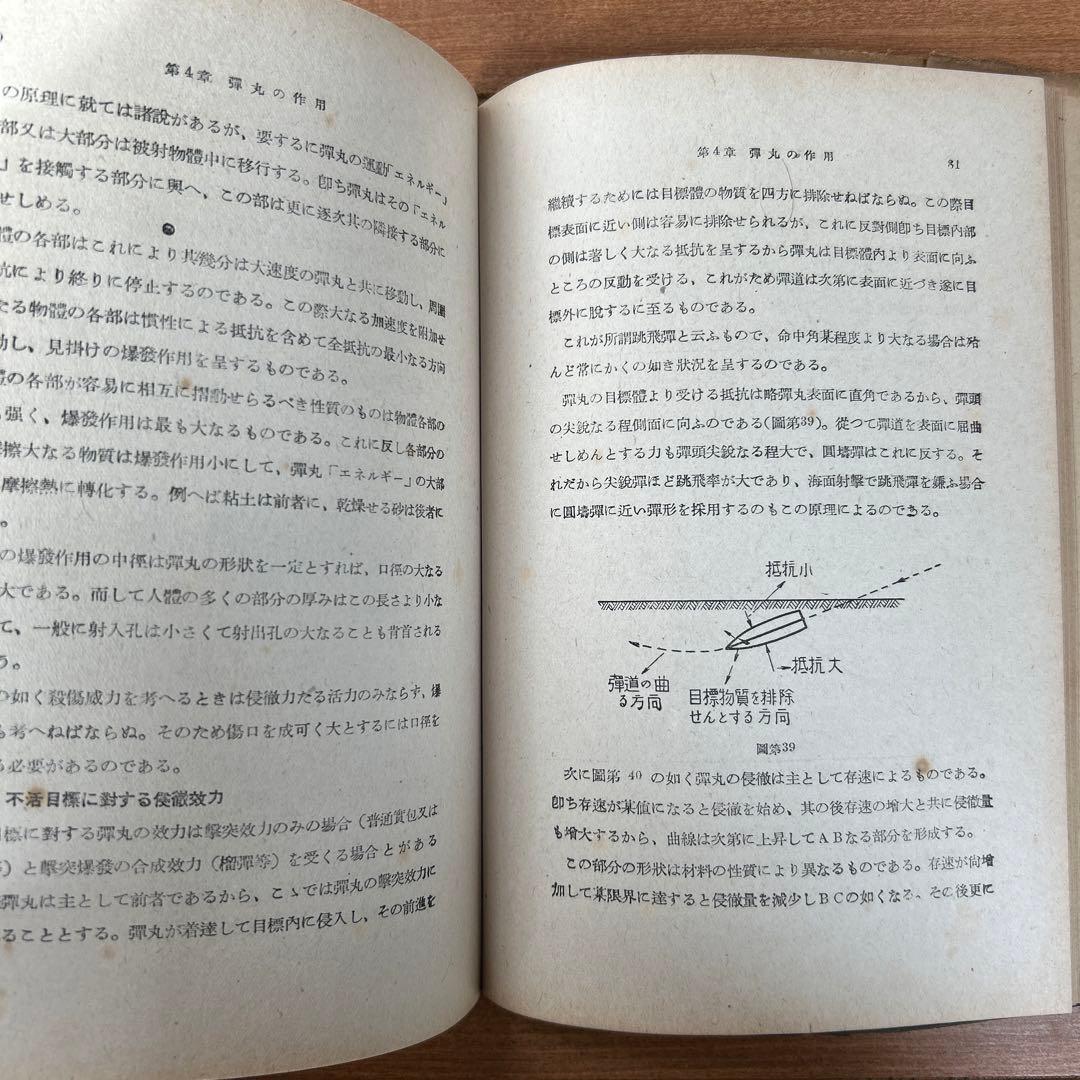 第4章 彈丸の作用
の原理に就ては諸說があるが、要するに彈丸の運動「エネルギー」
部又は大部分は被射物體中に移行する。卽ち彈丸はその「エネル
」を接觸する部分に與へ、この部は更に逐次其の隣接する部分に
せしめる。
體の各部はこれにより其幾分は大速度の彈丸と共に移動し、周圍
抗により終りに停止するのである。この際大なる加速度を附加せ
なる物體の各部は慣性による抵抗を含めて全抵抗の最小なる方向
動し、見掛けの爆發作用を呈するものである。
體の各部が容易に相互に摺動せらるべき性質のものは物體各部の
も强く、爆發作用は最も大なるものである。これに反し各部分の
摩擦大なる物質は爆發作用小にして、彈丸「エネルギー」の大部
摩擦熱に轉化する。例へば粘土は前者に、乾燥せる砂は後者に
。
の爆發作用の中徑は彈丸の形狀を一定とすれば、口徑の大なる
大である。而して人體の多くの部分の厚みはこの長さより小な
て、一般に射入孔は小さくて射出孔の大なることも背首される
う。
の如く殺傷威力を考へるときは侵徹力たる活力のみならず、爆
も考へねばならぬ。そのため傷口を成可く大とするには口徑を
る必要があるのである。
不活目標に對する侵徹效力
目標に對する彈丸の效力は擊突效力のみの場合（普通實包又は
等）と擊突爆發の合成效力（榴彈等）を受くる場合とがある
彈丸は主として前者であるから、こゝでは彈丸の擊突效力に
ることとする。彈丸が着達して目標內に侵入し、その前進を
第4章 彈丸の作用 81
繼續するためには目標體の物質を四方に排除せねばならぬ。この際目
標表面に近い側は容易に排除せられるが、これに反對側卽ち目標內部
の側は著しく大なる抵抗を呈するから彈丸は目標體內より表面に向ふ
ところの反動を受ける、これがため彈道は次第に表面に近づき遂に目
標外に脫するに至るものである。
これが所謂跳飛彈と云ふもので、命中角某程度より大なる場合は殆
んど常にかくの如き狀況を呈するのである。
彈丸の目標體より受ける抵抗は略彈丸表面に直角であるから、彈頭
の尖銳なる程側面に向ふのである(圖第39)。從つて彈道を表面に屈曲
せしめんとする力も彈頭尖銳なる程大で、圓壔彈はこれに反する。そ
れだから尖銳彈ほど跳飛率が大であり、海面射擊で跳飛彈を嫌ふ場合
に圓壔彈に近い彈形を採用するのもこの原理によるのである。
抵抗小
抵抗大
彈道の曲
る方向
目標物質を排除
せんとする方向
圖第39
次に圖第 40 の如く彈丸の侵徹は主として存速によるものである。
卽ち存速が某値になると侵徹を始め、其の後存速の增大と共に侵徹量
も增大するから、曲線は次第に上昇してABなる部分を形成する。
この部分の形狀は材料の性質により異なるものである。存速が尙增
加して某限界に達すると侵徹量を減少しBCの如くなる、その後更に